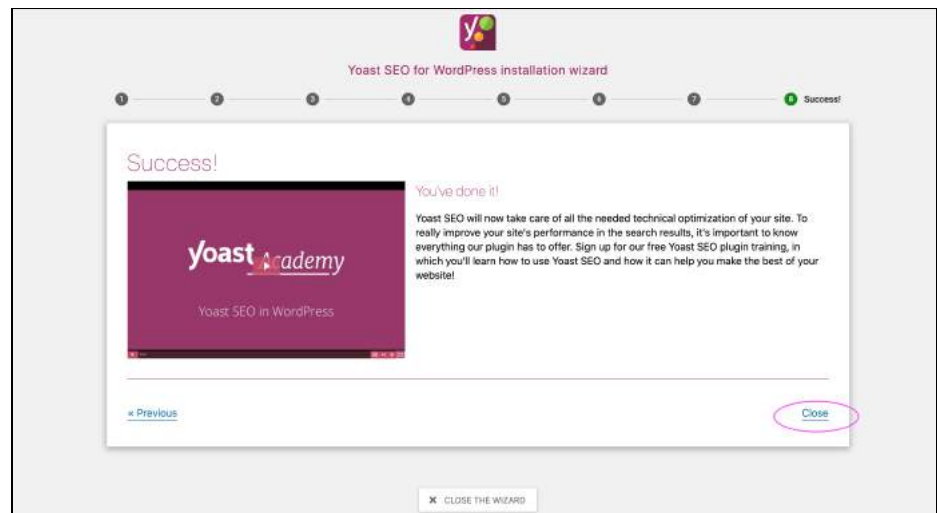 y
Yoast SEO for WordPress installation wizard
1 2 3 4 5 6 7 8 Success!
Success!
You've done it!
Yoast SEO will now take care of all the needed technical optimization of your site. To
really improve your site's performance in the search results, it's important to know
everything our plugin has to offer. Sign up for our free Yoast SEO plugin training, in
which you'll learn how to use Yoast SEO and how it can help you make the best of your
website!
yoast Academy
Yoast SEO in WordPress
« Previous
Close
✖ CLOSE THE WIZARD